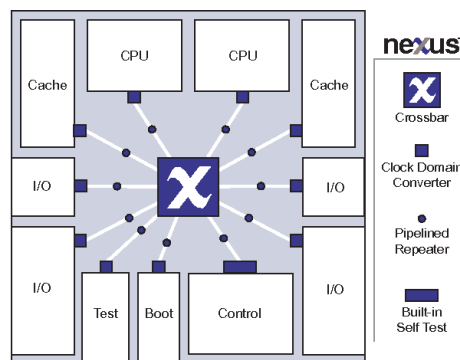 CPU
CPU
Cache
Cache
nexus
Crossbar
Clock Domain
Converter
I/O
I/O
Pipelined
Repeater
I/O
I/O
Test
Boot
Control
Built-in
Self Test